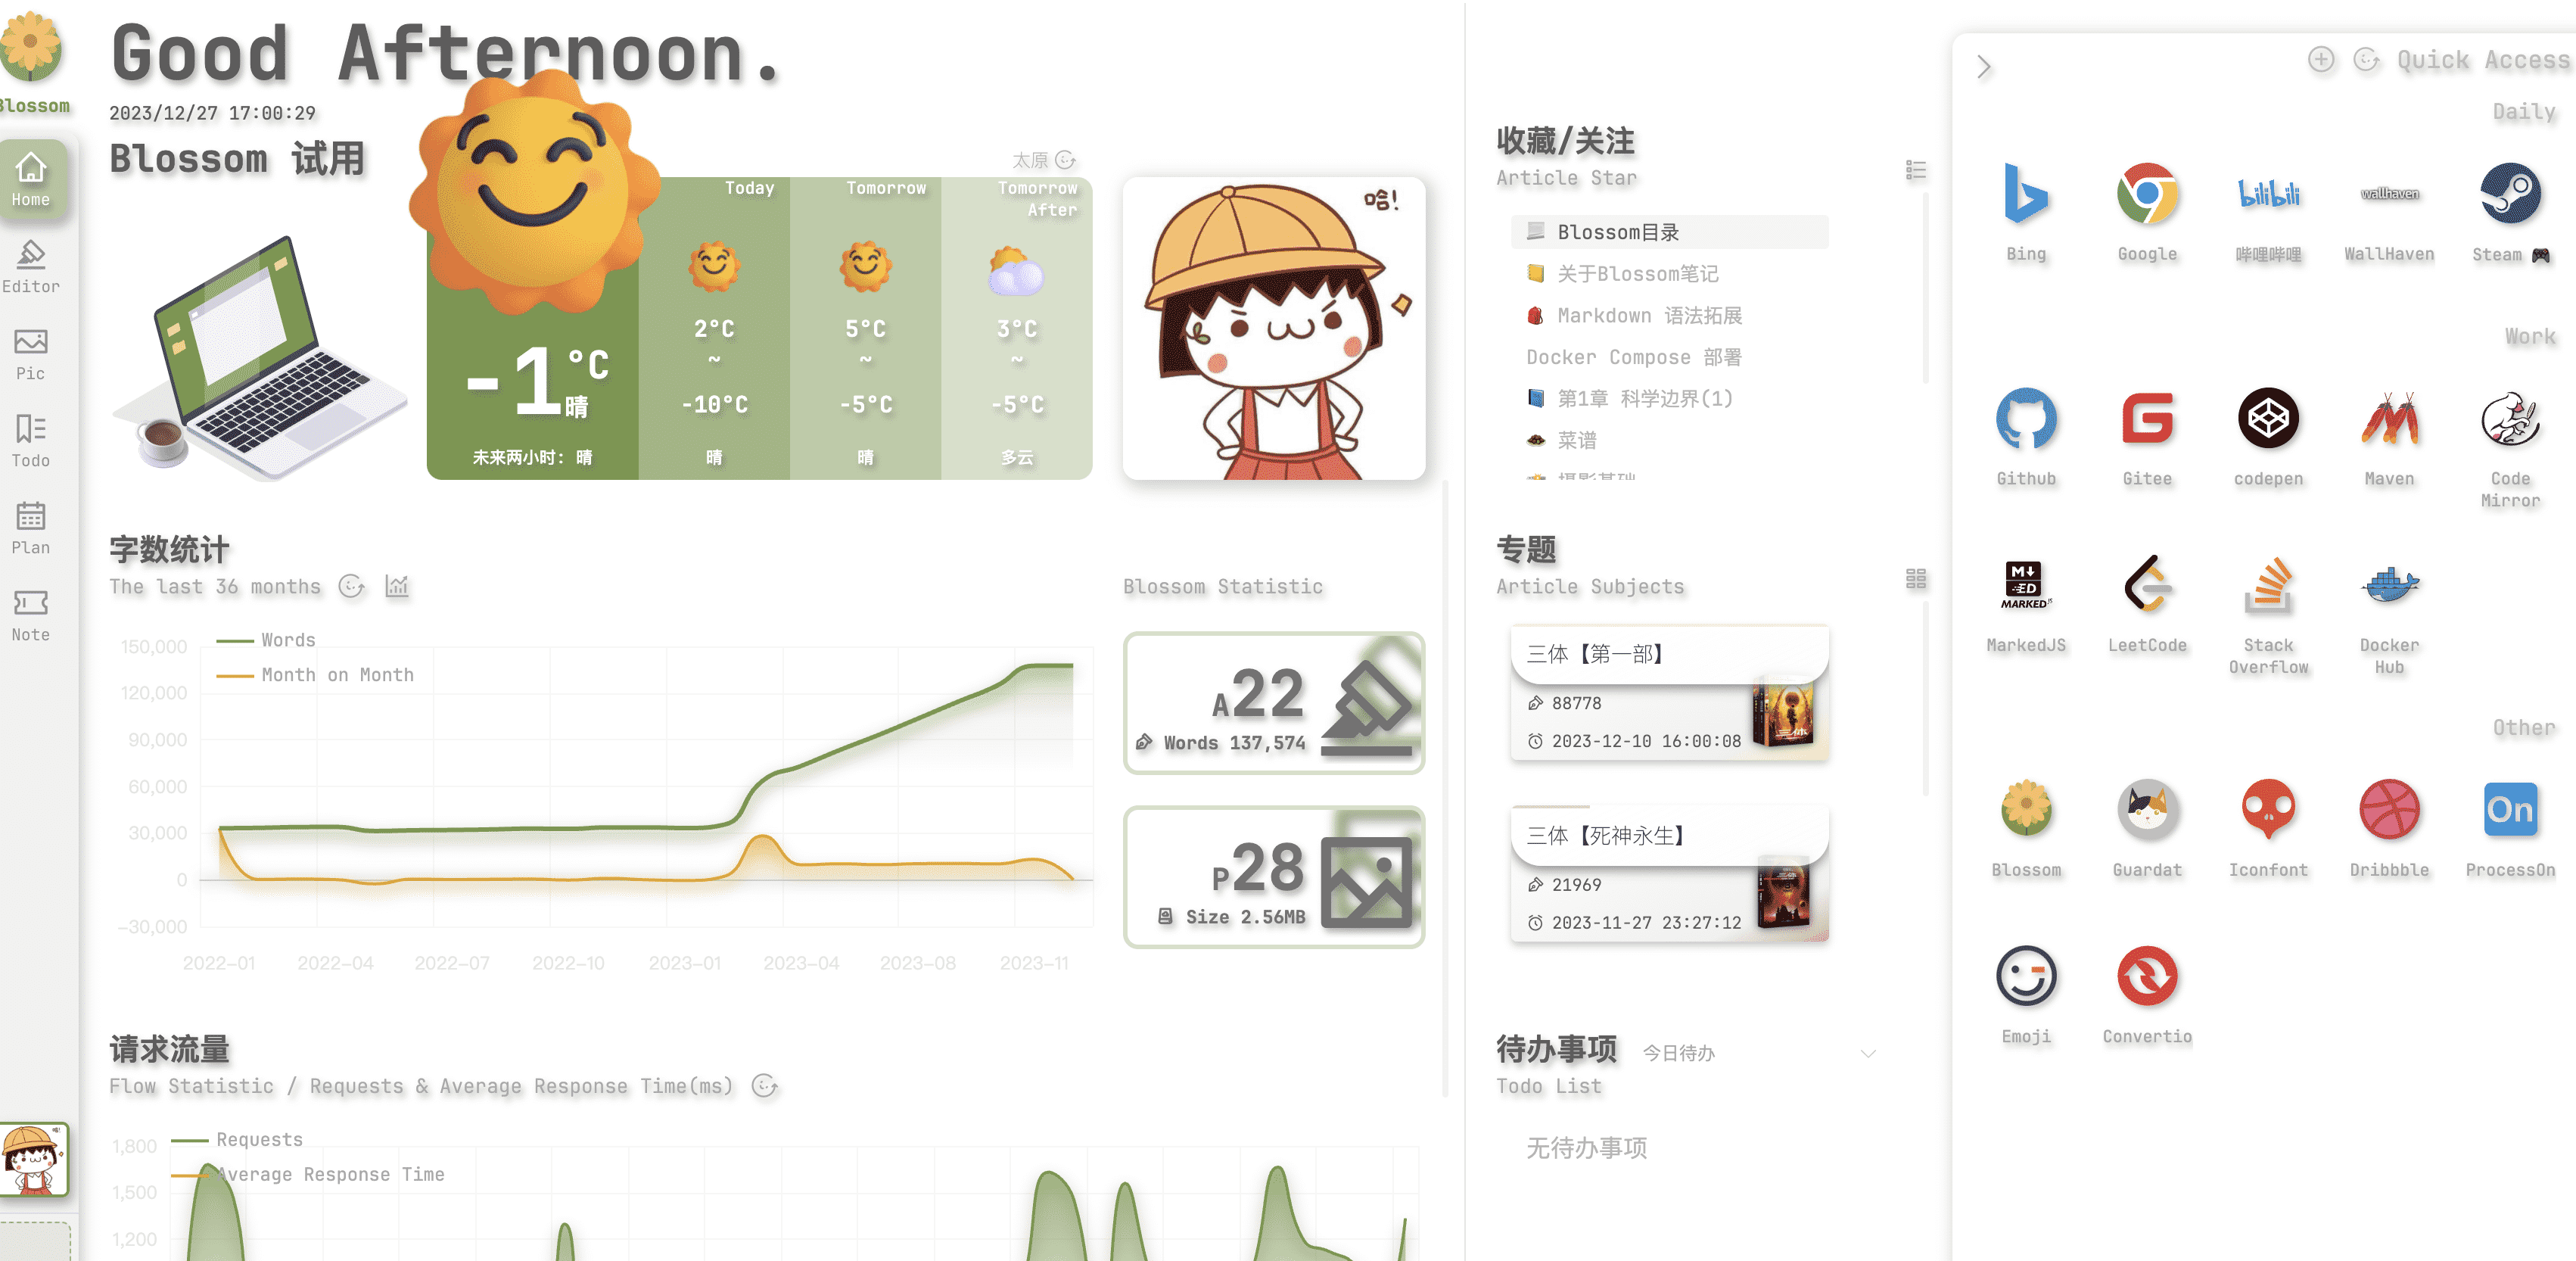 Good Afternoon.
2023/12/27 17:00:29
Blossom 试用
Blossom
Home
Editor
Pic
Todo
Plan
Note
太原
Today
Tomorrow
Tomorrow After
-1°C
晴
未来两小时: 晴
2°C
~
-10°C
晴
5°C
~
-5°C
晴
3°C
~
-5°C
多云
哈!
字数统计
The last 36 months
Words
Month on Month
150,000
120,000
90,000
60,000
30,000
0
-30,000
2022-01 2022-04 2022-07 2022-10 2023-01 2023-04 2023-08 2023-11
Blossom Statistic
A22
Words 137,574
P28
Size 2.56MB
请求流量
Flow Statistic / Requests & Average Response Time(ms)
Requests
Average Response Time
1,800
1,500
1,200
收藏/关注
Article Star
Blossom目录
关于Blossom笔记
Markdown 语法拓展
Docker Compose 部署
第1章 科学边界(1)
菜谱
专题
Article Subjects
三体【第一部】
88778
2023-12-10 16:00:08
三体【死神永生】
21969
2023-11-27 23:27:12
待办事项 今日待办
Todo List
无待办事项
Quick Access
Daily
bilibili
wallhaven
Bing
Google
哔哩哔哩
WallHaven
Steam 🎮
Work
Github
Gitee
codepen
Maven
Code Mirror
M↓
ED
MARKED JS
MarkedJS
LeetCode
Stack Overflow
Docker Hub
Other
On
Blossom
Guardat
Iconfont
Dribbble
ProcessOn
Emoji
Convertio